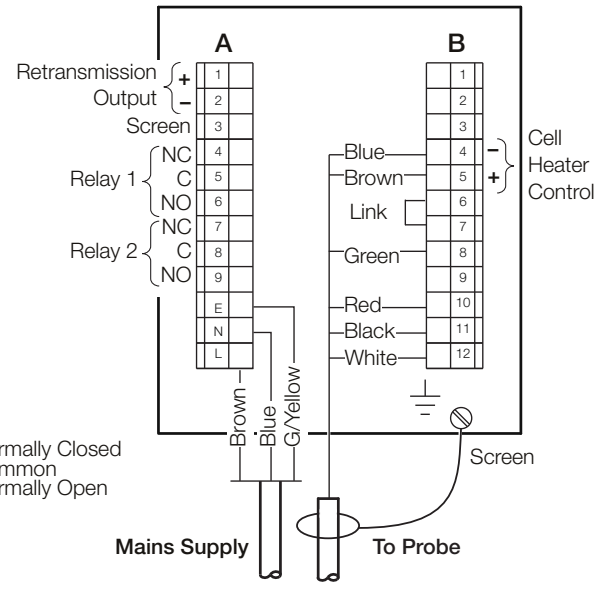 A
Retransmission Output
+
−
Screen
Relay 1
NC
C
NO
Relay 2
NC
C
NO
1
2
3
4
5
6
7
8
9
E
N
L
Brown
Blue
G/Yellow
rmally Closed
mmon
rmally Open
Mains Supply
B
1
2
3
4
5
6
7
8
9
10
11
12
Blue
Brown
Link
Green
Red
Black
White
−
+
Cell
Heater
Control
Screen
To Probe